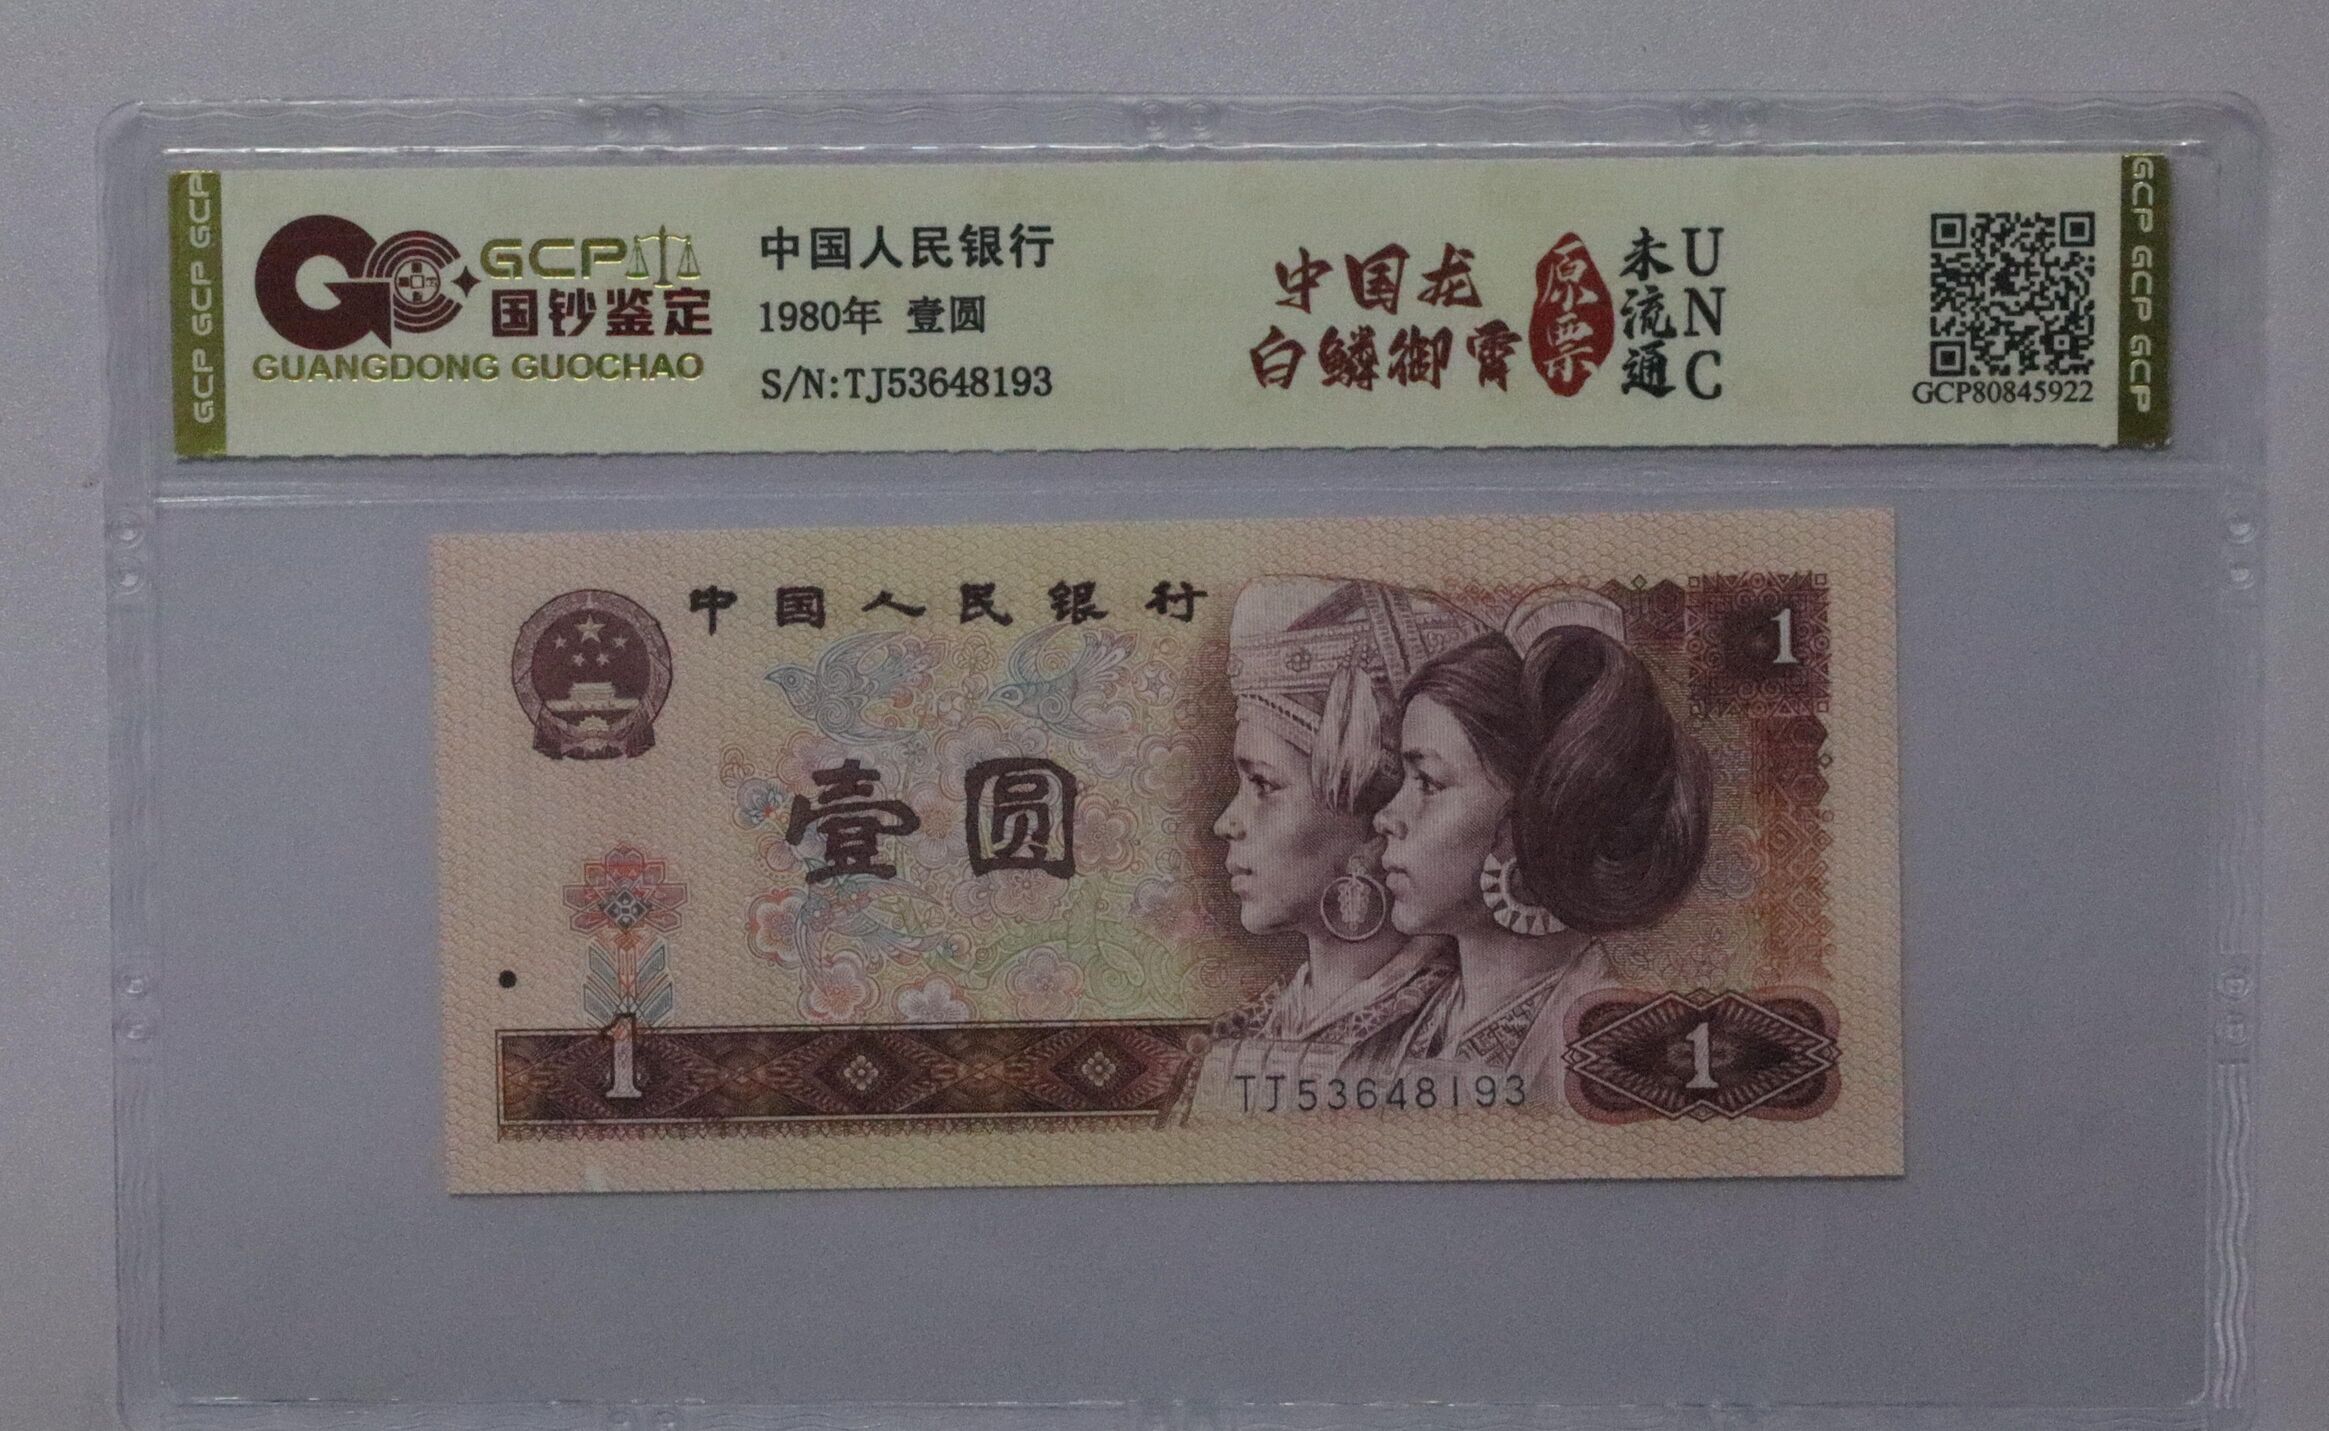 GCP GCP GCP
GCP
国钞鉴定
GUANGDONG GUOCHAO
中国人民银行
1980年 壹圆
S/N:TJ53648193
中国龙
白鳞御霄
原票
未流通
UNC
GCP80845922
GCP GCP GCP
中国人民银行
1
壹圆
1
TJ53648193
1